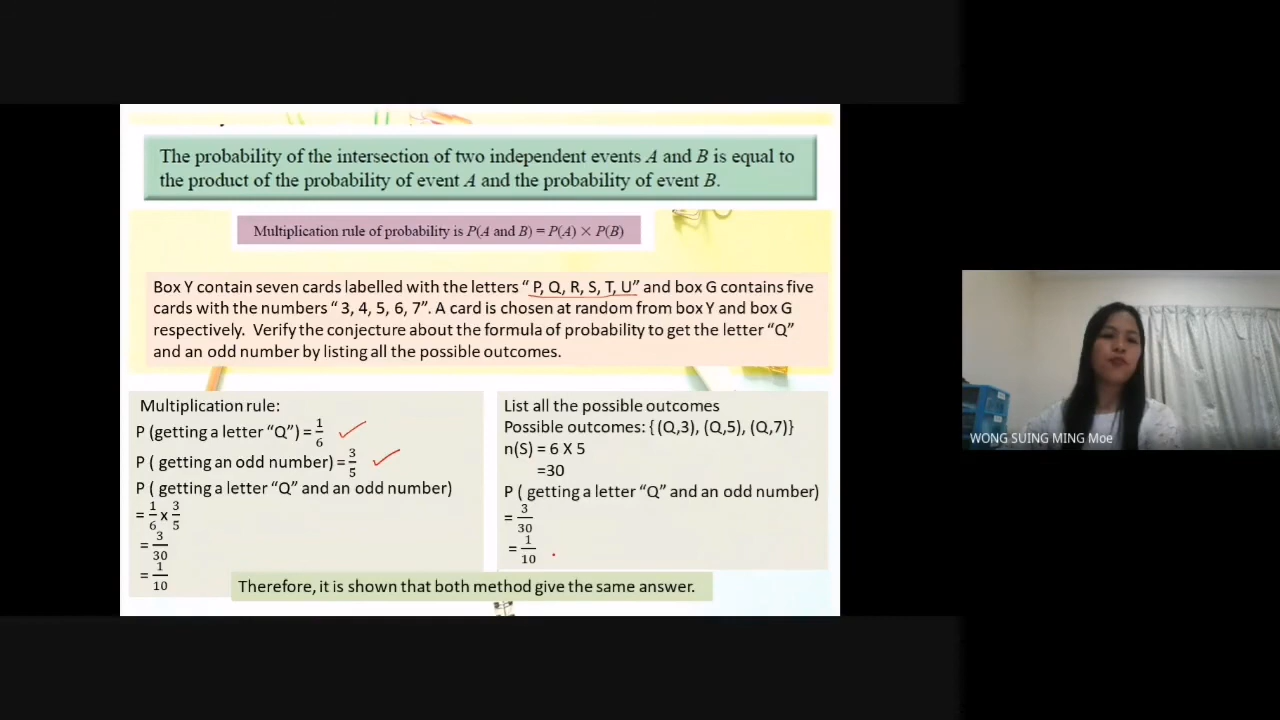 The probability of the intersection of two independent events A and B is equal to
the product of the probability of event A and the probability of event B.
Multiplication rule of probability is P(A and B) = P(A) × P(B)
Box Y contain seven cards labelled with the letters “ P, Q, R, S, T, U” and box G contains five
cards with the numbers “ 3, 4, 5, 6, 7”. A card is chosen at random from box Y and box G
respectively. Verify the conjecture about the formula of probability to get the letter “Q”
and an odd number by listing all the possible outcomes.
Multiplication rule:
P (getting a letter “Q”) = 1/6
P ( getting an odd number) = 3/5
P ( getting a letter “Q” and an odd number)
= 1/6 x 3/5
= 3/30
= 1/10
List all the possible outcomes
Possible outcomes: {(Q,3), (Q,5), (Q,7)}
n(S) = 6 X 5
=30
P ( getting a letter “Q” and an odd number)
= 3/30
= 1/10
Therefore, it is shown that both method give the same answer.
WONG SUING MING Moe